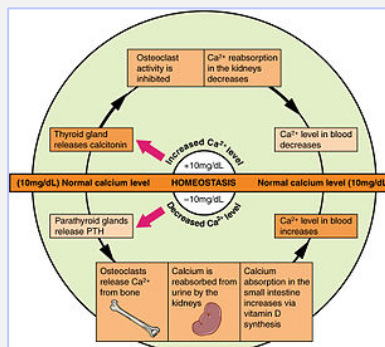 Osteoclast
activity is
inhibited
Ca²⁺ reabsorption
in the kidneys
decreases
Thyroid gland
releases calcitonin
Increased Ca²⁺ level
+10mg/dL
Ca²⁺ level in blood
decreases
(10mg/dL) Normal calcium level
HOMEOSTASIS
Normal calcium level (10mg/dL
Parathyroid glands
release PTH
−10mg/dL
Decreased Ca²⁺ level
Ca²⁺ level in blood
increases
Osteoclasts
release Ca²⁺
from bone
Calcium is
reabsorbed from
urine by the
kidneys
Calcium
absorption in the
small intestine
increases via
vitamin D
synthesis